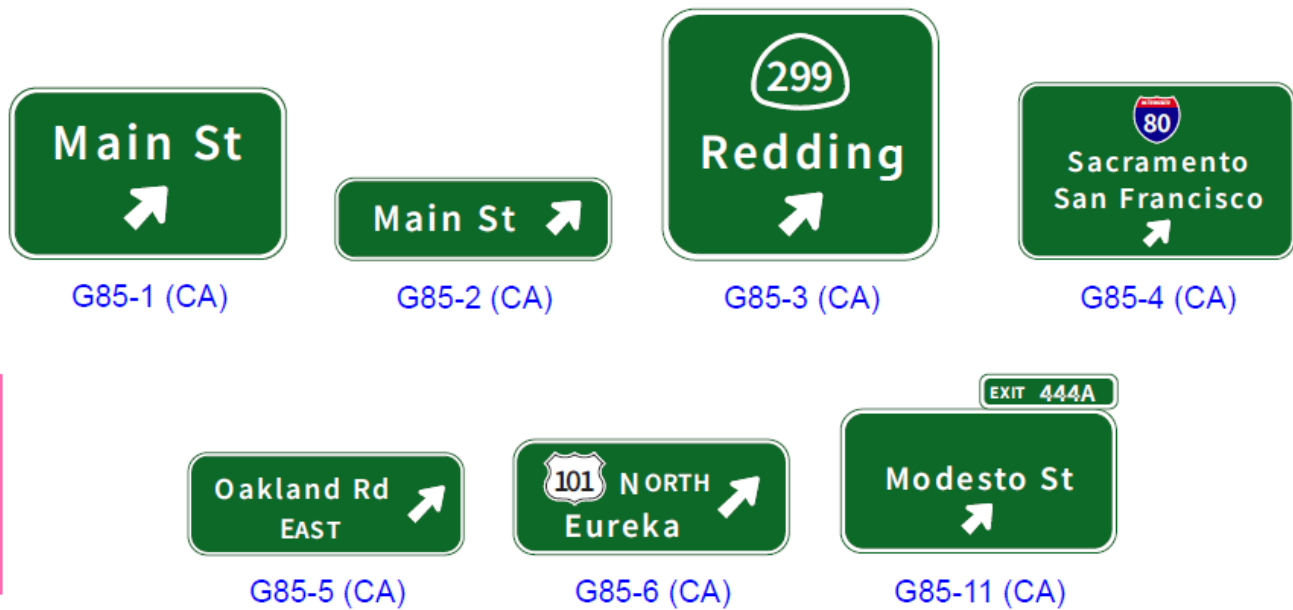 Main St
G85-1 (CA)
Main St
G85-2 (CA)
299
Redding
G85-3 (CA)
INTERSTATE
80
Sacramento
San Francisco
G85-4 (CA)
Oakland Rd
EAST
G85-5 (CA)
101 NORTH
Eureka
G85-6 (CA)
EXIT 444A
Modesto St
G85-11 (CA)